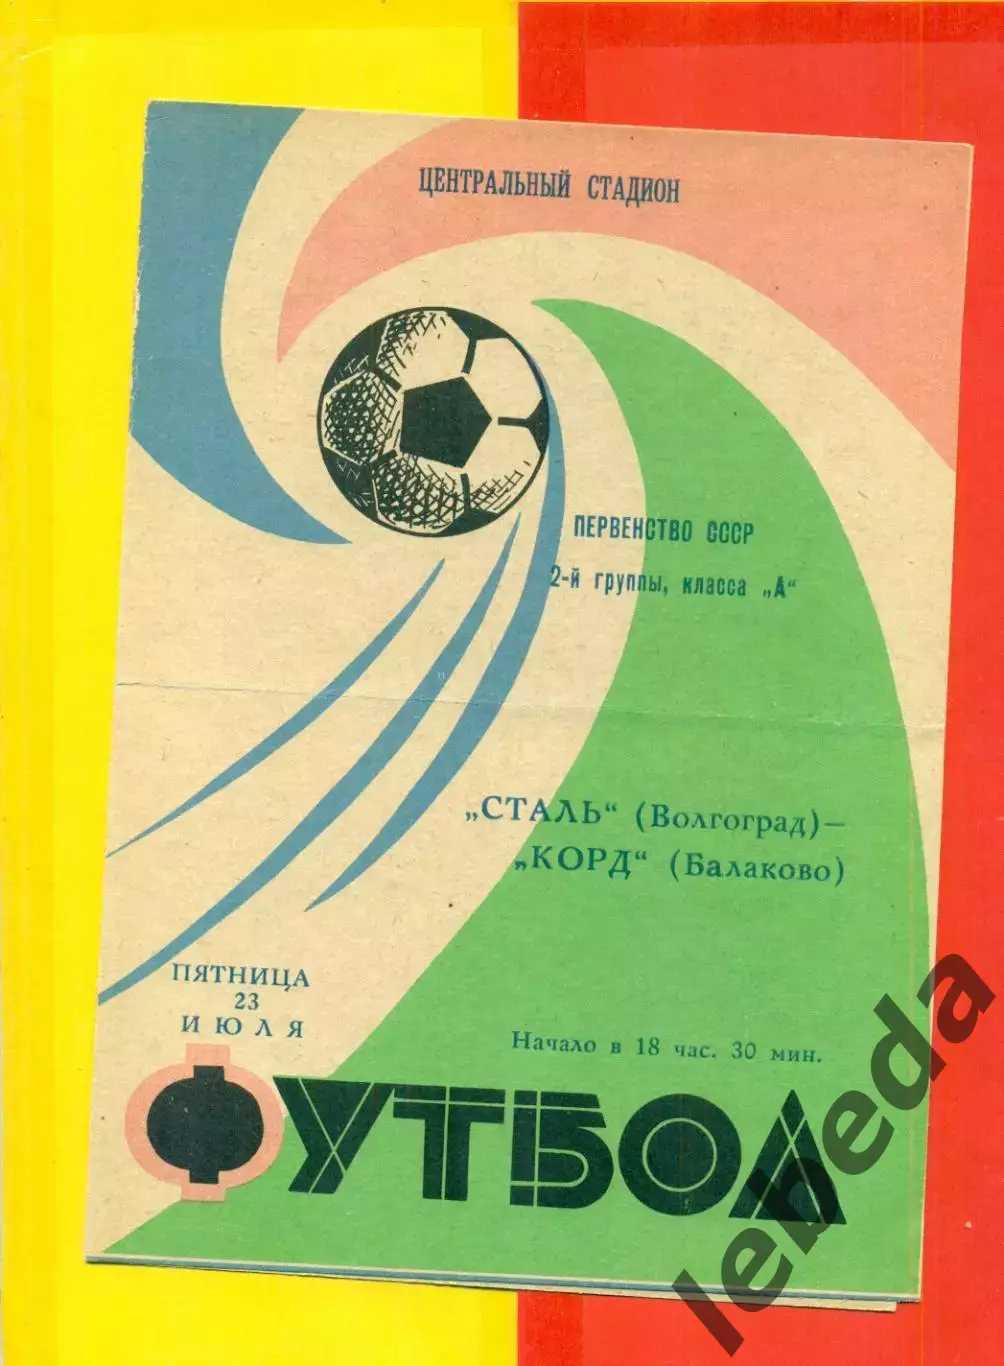 ЦЕНТРАЛЬНЫЙ СТАДИОН
ПЕРВЕНСТВО СССР
2-й группы, класса „А“
„СТАЛЬ“ (Волгоград)—
„КОРД“ (Балаково)
ПЯТНИЦА
23
ИЮЛЯ
Начало в 18 час. 30 мин.
ФУТБОЛ
lebeda